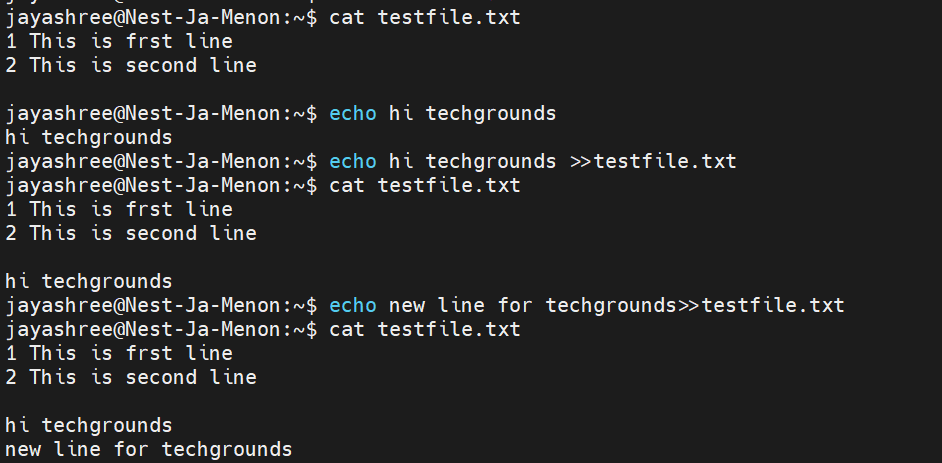 jayashree@Nest-Ja-Menon:~$ cat testfile.txt
1 This is frst line
2 This is second line

jayashree@Nest-Ja-Menon:~$ echo hi techgrounds
hi techgrounds
jayashree@Nest-Ja-Menon:~$ echo hi techgrounds >>testfile.txt
jayashree@Nest-Ja-Menon:~$ cat testfile.txt
1 This is frst line
2 This is second line

hi techgrounds
jayashree@Nest-Ja-Menon:~$ echo new line for techgrounds>>testfile.txt
jayashree@Nest-Ja-Menon:~$ cat testfile.txt
1 This is frst line
2 This is second line

hi techgrounds
new line for techgrounds